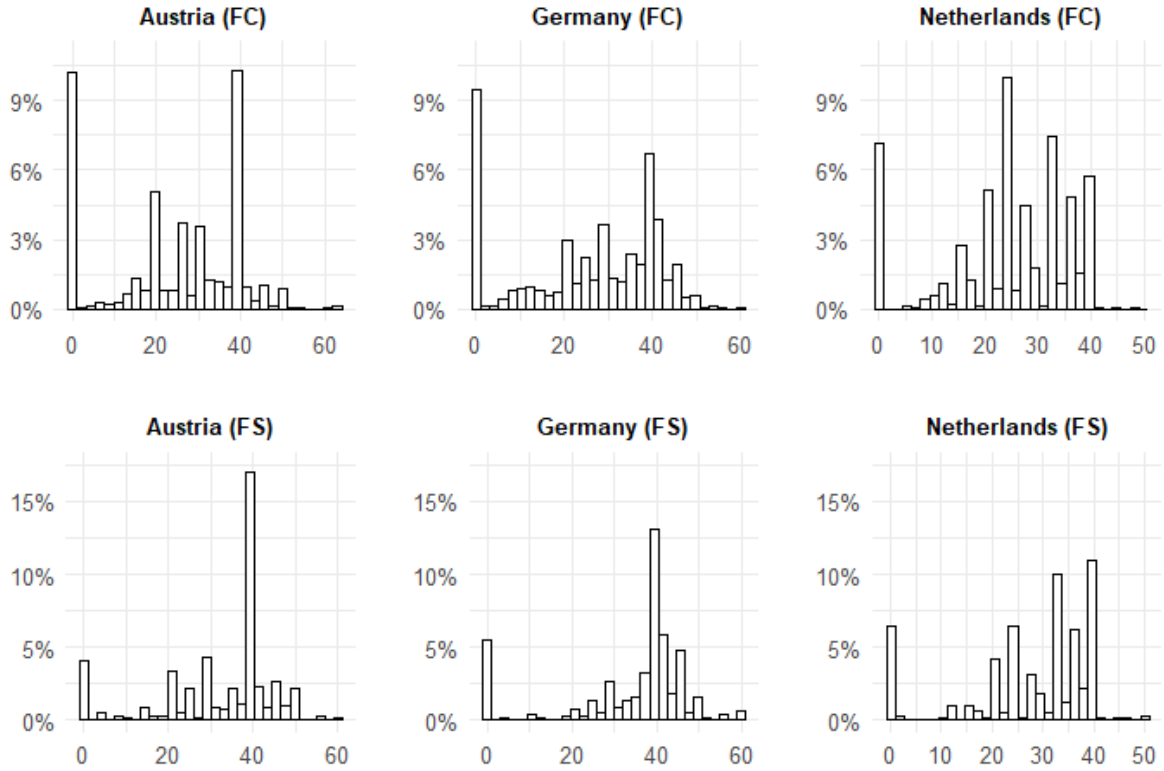 Austria (FC)
Germany (FC)
Netherlands (FC)
9%
6%
3%
0%
0 20 40 60
9%
6%
3%
0%
0 20 40 60
9%
6%
3%
0%
0 10 20 30 40 50
Austria (FS)
Germany (FS)
Netherlands (FS)
15%
10%
5%
0%
0 20 40 60
15%
10%
5%
0%
0 20 40 60
15%
10%
5%
0%
0 10 20 30 40 50